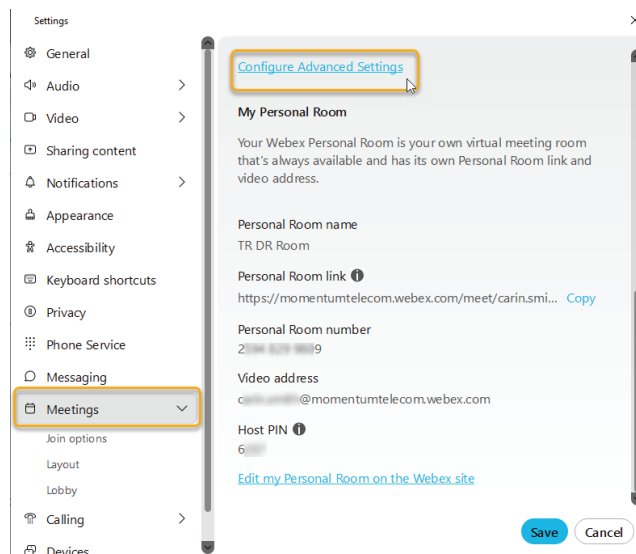 Settings
General
Audio
Video
Sharing content
Notifications
Appearance
Accessibility
Keyboard shortcuts
Privacy
Phone Service
Messaging
Meetings
Join options
Layout
Lobby
Calling
Devices
Configure Advanced Settings
My Personal Room
Your Webex Personal Room is your own virtual meeting room
that's always available and has its own Personal Room link and
video address.
Personal Room name
TR DR Room
Personal Room link
https://momentumtelecom.webex.com/meet/carin.smi... Copy
Personal Room number
Video address
@momentumtelecom.webex.com
Host PIN
Edit my Personal Room on the Webex site
Save Cancel